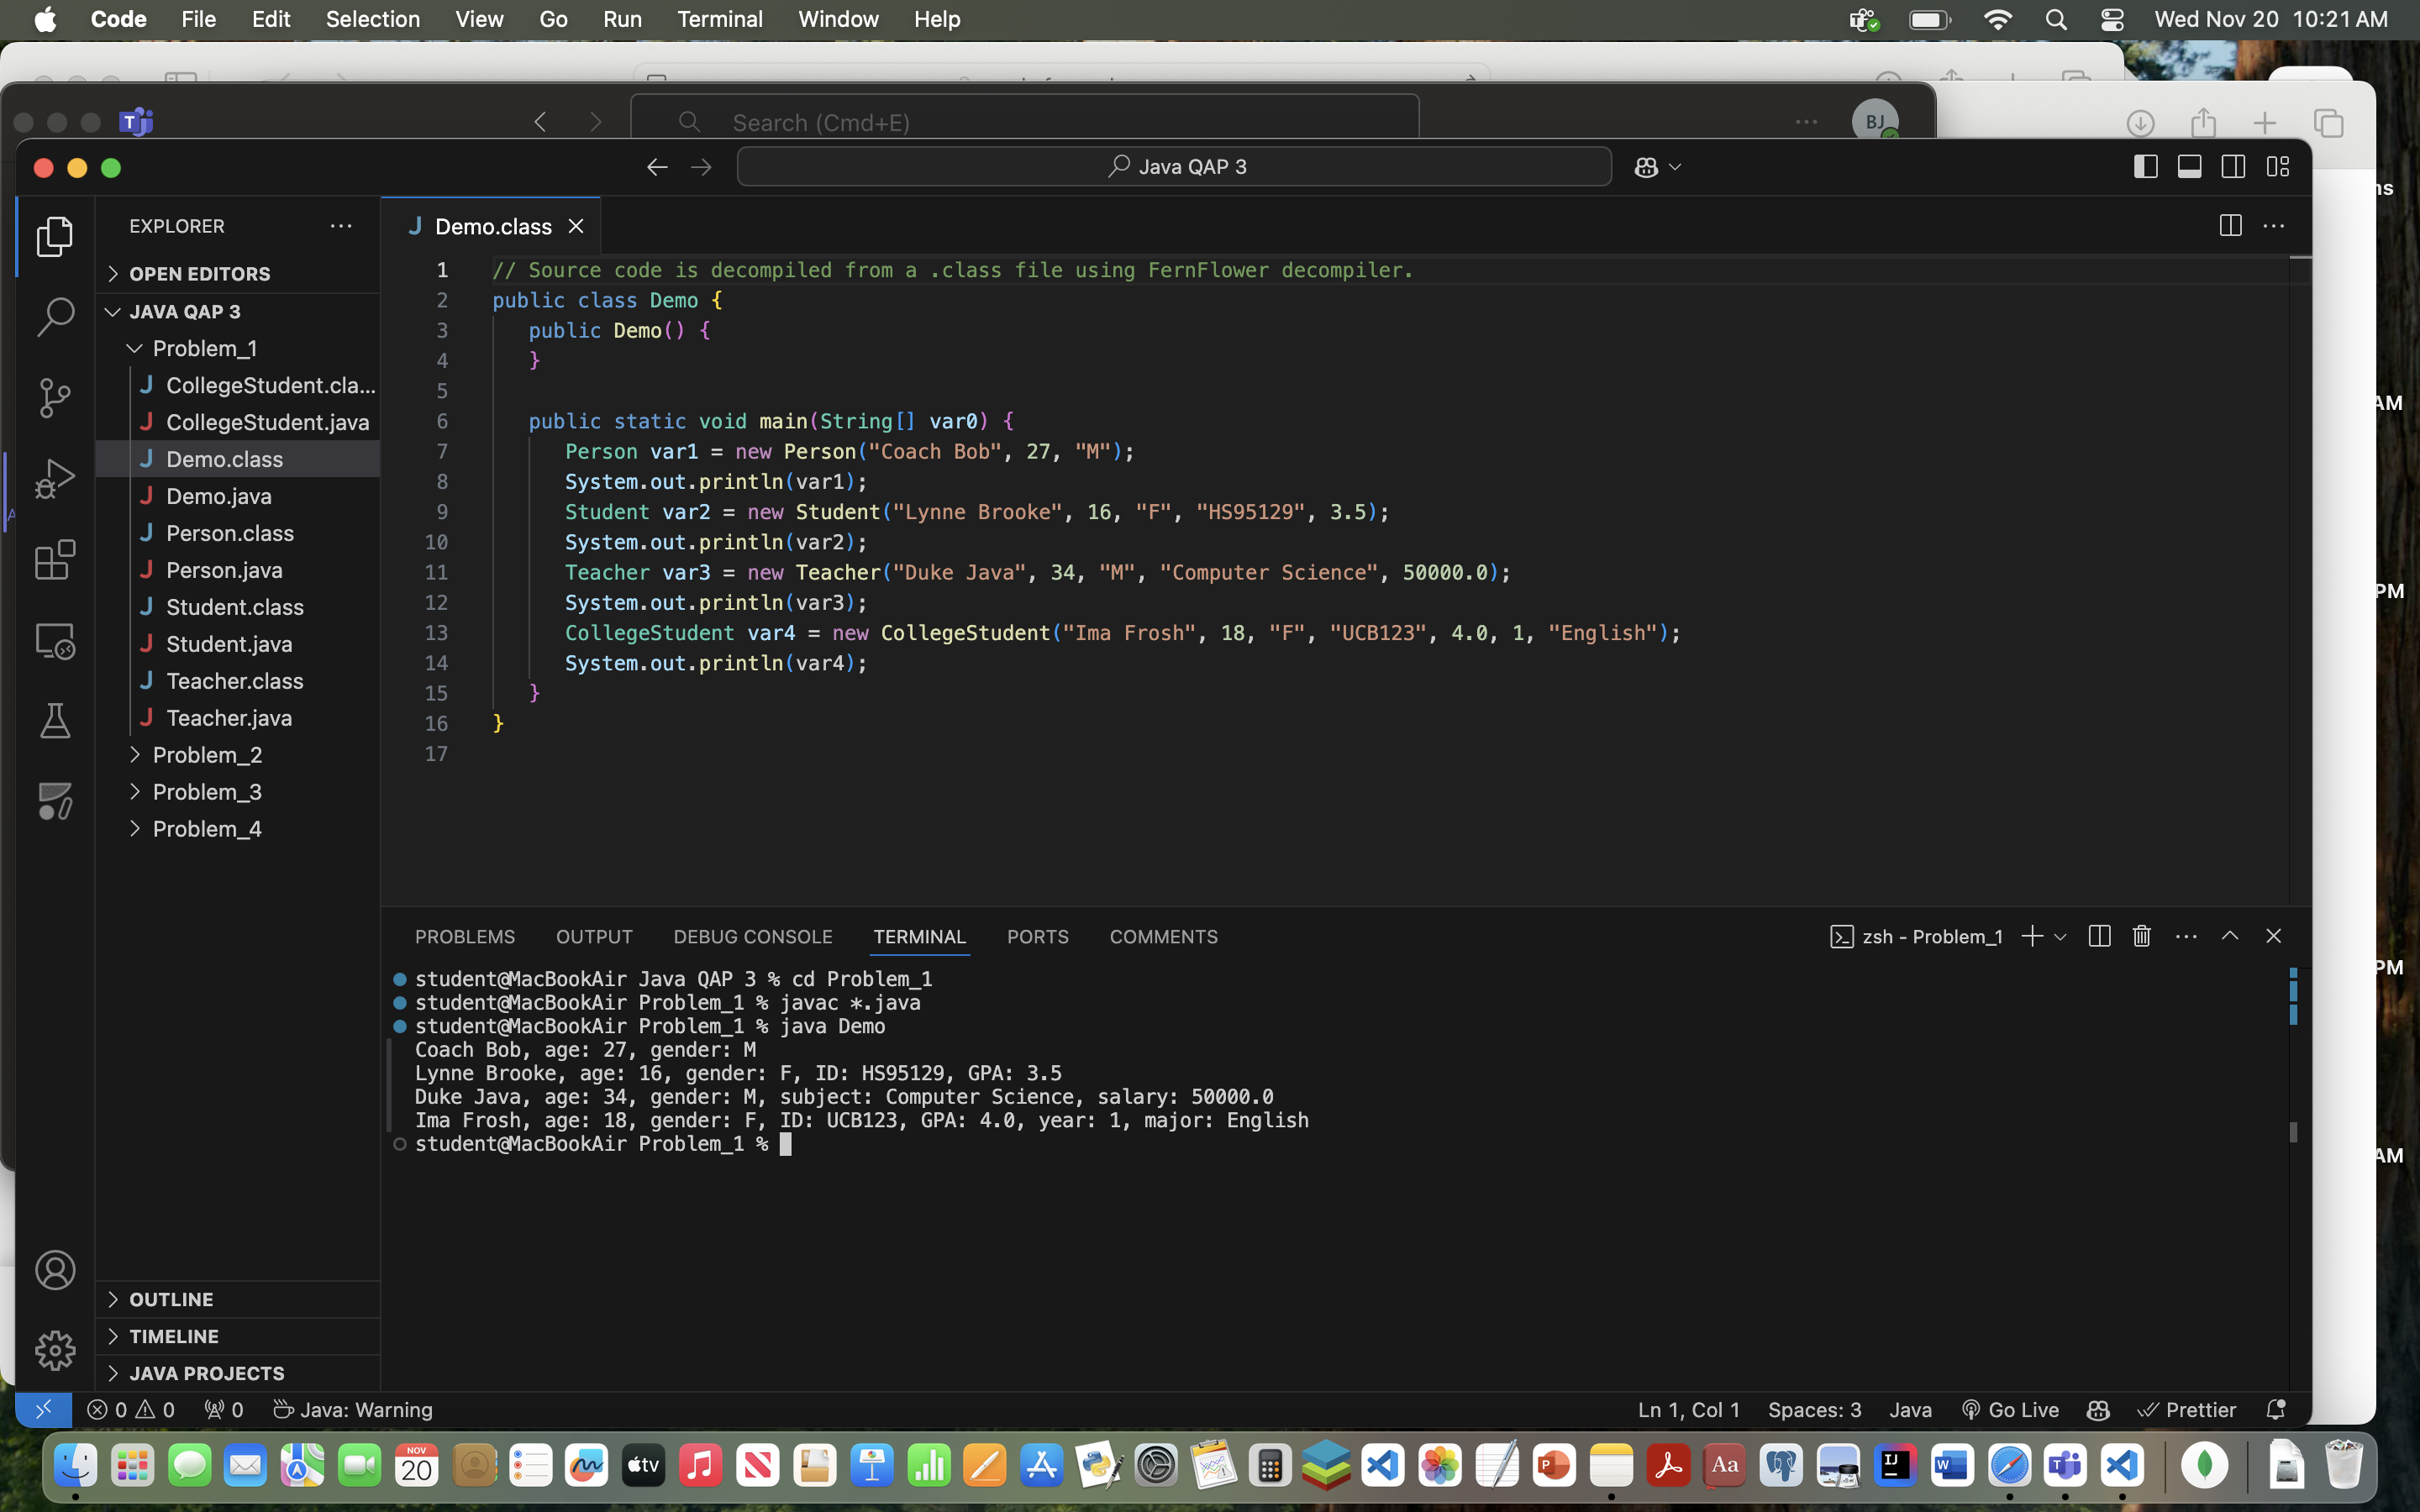 Code File Edit Selection View Go Run Terminal Window Help Wed Nov 20 10:21 AM
Search (Cmd+E) BJ
Java QAP 3
EXPLORER
OPEN EDITORS
JAVA QAP 3
Problem_1
CollegeStudent.cla...
CollegeStudent.java
Demo.class
Demo.java
Person.class
Person.java
Student.class
Student.java
Teacher.class
Teacher.java
Problem_2
Problem_3
Problem_4
OUTLINE
TIMELINE
JAVA PROJECTS
Demo.class
1 // Source code is decompiled from a .class file using FernFlower decompiler.
2 public class Demo {
3 public Demo() {
4 }
5
6 public static void main(String[] var0) {
7 Person var1 = new Person("Coach Bob", 27, "M");
8 System.out.println(var1);
9 Student var2 = new Student("Lynne Brooke", 16, "F", "HS95129", 3.5);
10 System.out.println(var2);
11 Teacher var3 = new Teacher("Duke Java", 34, "M", "Computer Science", 50000.0);
12 System.out.println(var3);
13 CollegeStudent var4 = new CollegeStudent("Ima Frosh", 18, "F", "UCB123", 4.0, 1, "English");
14 System.out.println(var4);
15 }
16 }
17
PROBLEMS OUTPUT DEBUG CONSOLE TERMINAL PORTS COMMENTS zsh - Problem_1
student@MacBookAir Java QAP 3 % cd Problem_1
student@MacBookAir Problem_1 % javac *.java
student@MacBookAir Problem_1 % java Demo
Coach Bob, age: 27, gender: M
Lynne Brooke, age: 16, gender: F, ID: HS95129, GPA: 3.5
Duke Java, age: 34, gender: M, subject: Computer Science, salary: 50000.0
Ima Frosh, age: 18, gender: F, ID: UCB123, GPA: 4.0, year: 1, major: English
student@MacBookAir Problem_1 %
0 0 0 Java: Warning Ln 1, Col 1 Spaces: 3 Java Go Live Prettier
AM
PM
PM
AM
NOV
20
tv
Aa
IJ
W
P
T